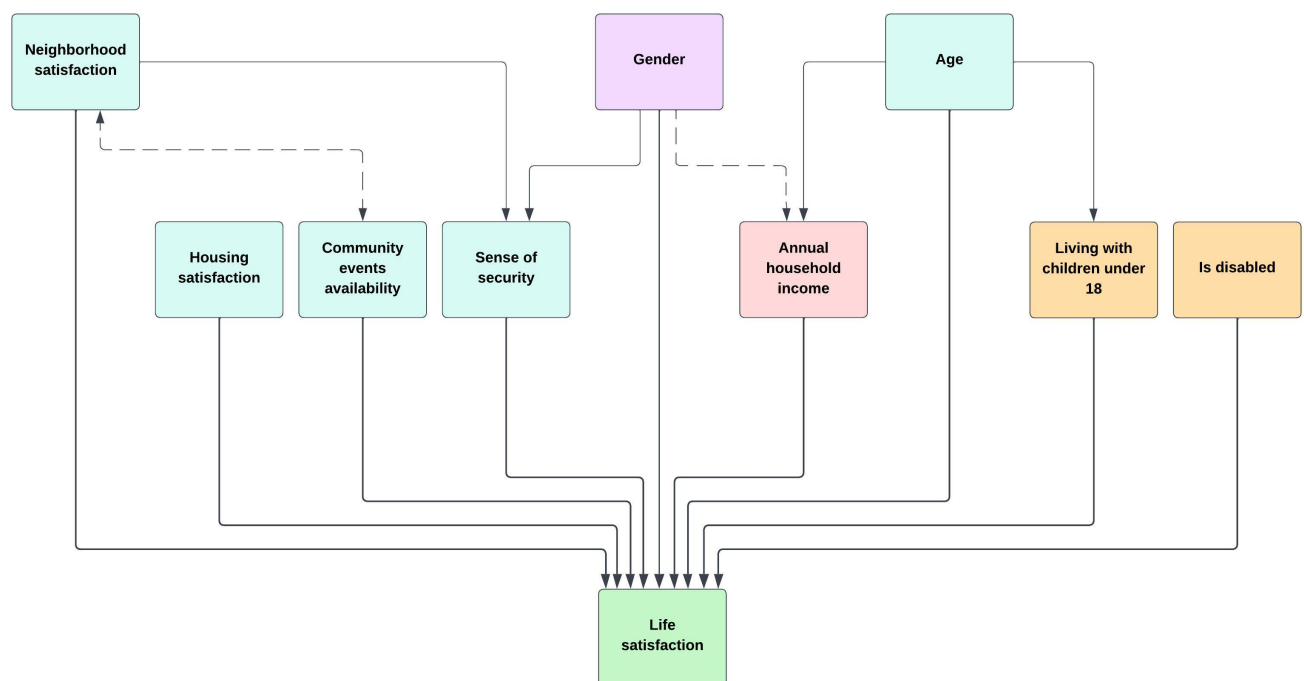 Neighborhood
satisfaction
Gender
Age
Housing
satisfaction
Community
events
availability
Sense of
security
Annual
household
income
Living with
children under
18
Is disabled
Life
satisfaction